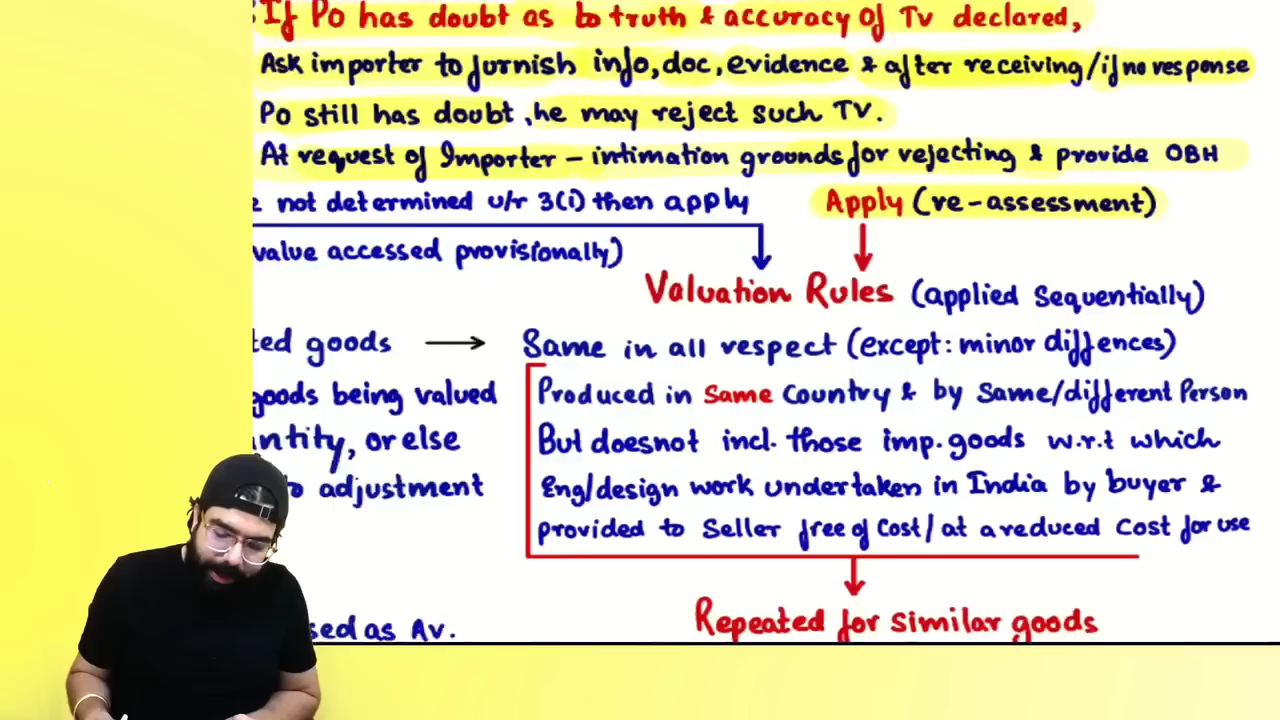 If Po has doubt as to truth & accuracy of Tv declared,
Ask importer to furnish info, doc, evidence & after receiving/if no response
Po still has doubt, he may reject such TV.
At request of Importer - intimation grounds for rejecting & provide OBH
not determined u/r 3(i) then apply Apply (re-assessment)
value accessed provisionally)
Valuation Rules (applied Sequentially)
ted goods → Same in all respect (except: minor diffences)
goods being valued Produced in Same Country & by Same/different Person
ntity, or else But doesnot incl. those imp. goods w.r.t which
to adjustment Eng/design work undertaken in India by buyer &
provided to Seller free of Cost/at a reduced Cost for use
sed as Av. Repeated for similar goods